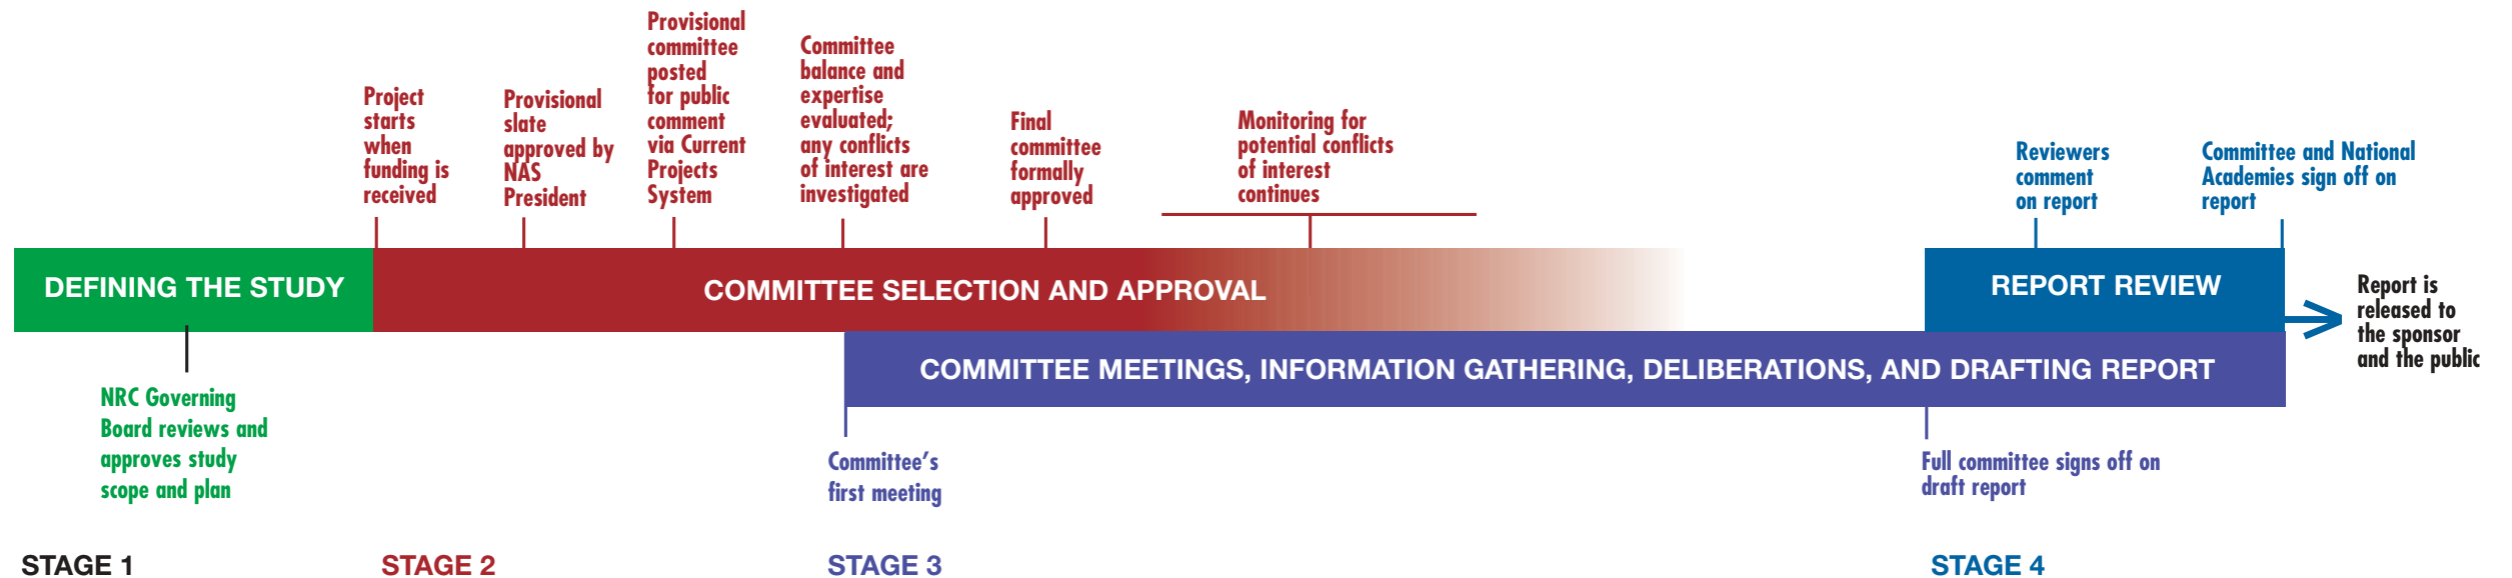 Project
starts
when
funding is
received
Provisional
slate
approved by
NAS
President
Provisional
committee
posted
for public
comment
via Current
Projects
System
Committee
balance and
expertise
evaluated;
any conflicts
of interest are
investigated
Final
committee
formally
approved
Monitoring for
potential conflicts
of interest
continues
Reviewers
comment
on report
Committee and National
Academies sign off on
report
DEFINING THE STUDY
COMMITTEE SELECTION AND APPROVAL
REPORT REVIEW
Report is
released to
the sponsor
and the public
COMMITTEE MEETINGS, INFORMATION GATHERING, DELIBERATIONS, AND DRAFTING REPORT
NRC Governing
Board reviews and
approves study
scope and plan
Committee's
first meeting
Full committee signs off on
draft report
STAGE 1
STAGE 2
STAGE 3
STAGE 4